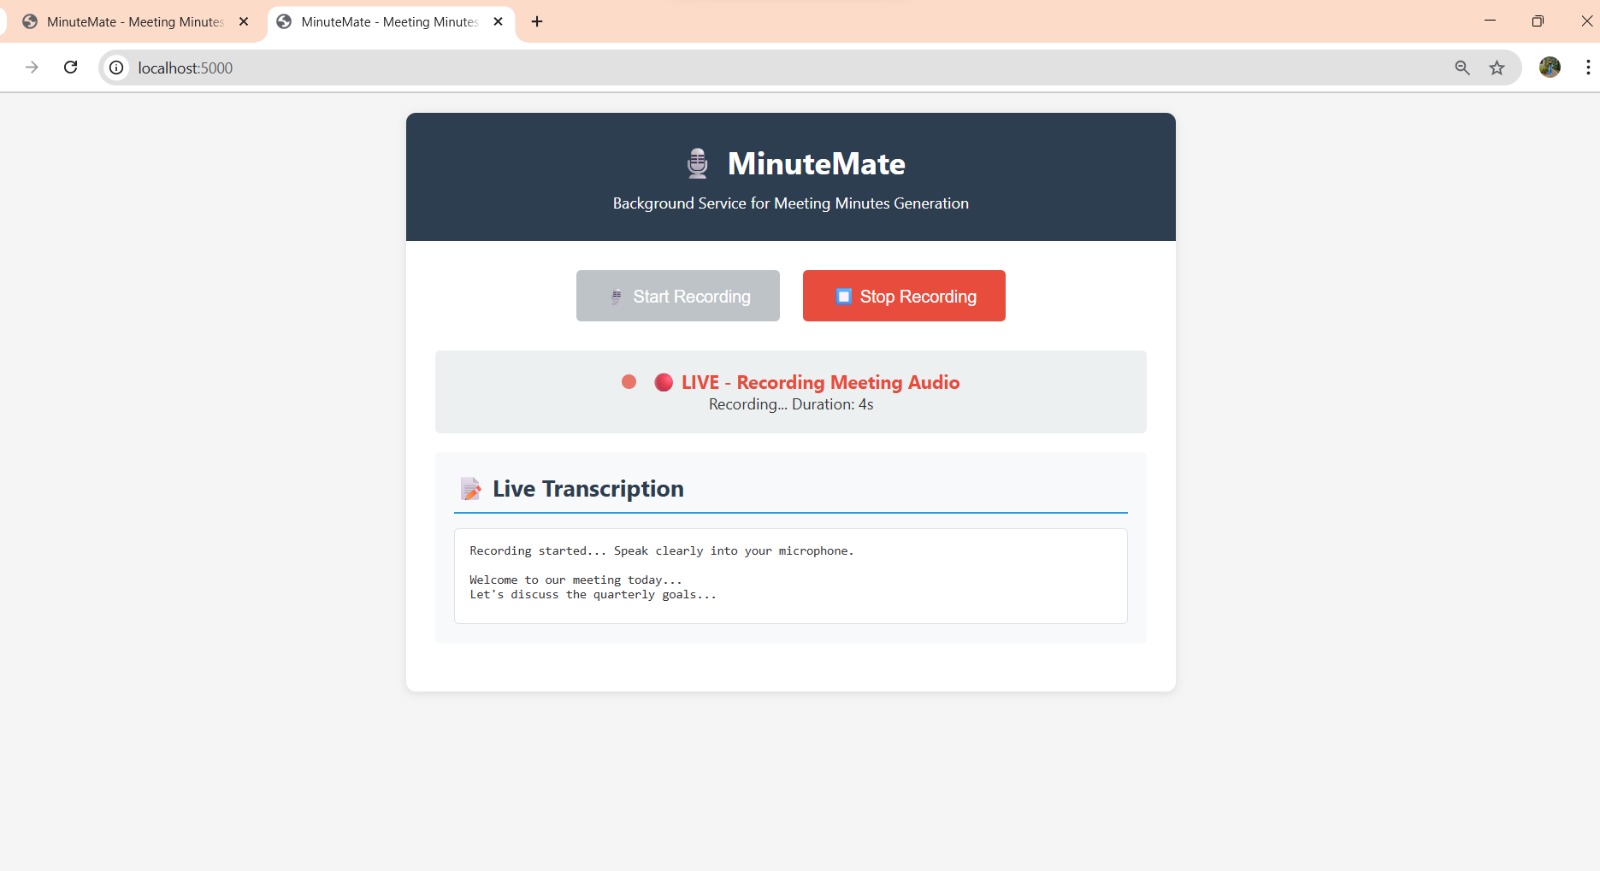 MinuteMate - Meeting Minutes
MinuteMate - Meeting Minutes
localhost:5000
MinuteMate
Background Service for Meeting Minutes Generation
Start Recording
Stop Recording
LIVE - Recording Meeting Audio
Recording... Duration: 4s
Live Transcription
Recording started... Speak clearly into your microphone.
Welcome to our meeting today...
Let's discuss the quarterly goals...